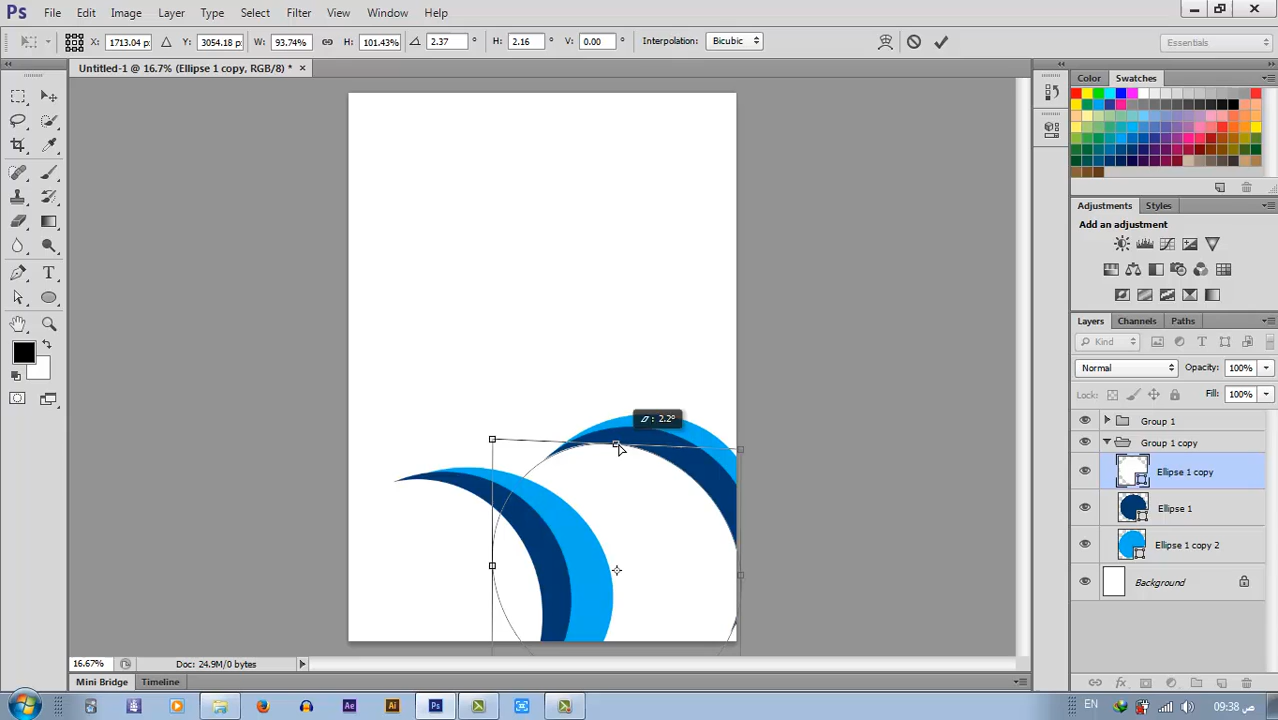 Ps File Edit Image Layer Type Select Filter View Window Help
X: 1713.04 p: Y: 3054.18 p: W: 93.74% H: 101.43% 2.37 ° H: 2.16 ° V: 0.00 ° Interpolation: Bicubic Essentials
Untitled-1 @ 16.7% (Ellipse 1 copy, RGB/8) * ×
Color Swatches
Adjustments Styles
Add an adjustment
Layers Channels Paths
Kind
Normal Opacity: 100%
Lock: Fill: 100%
Group 1
Group 1 copy
Ellipse 1 copy
Ellipse 1
Ellipse 1 copy 2
Background
: 2.2°
16.67% Doc: 24.9M/0 bytes
Mini Bridge Timeline
Ae Ai Ps EN 09:38 ص